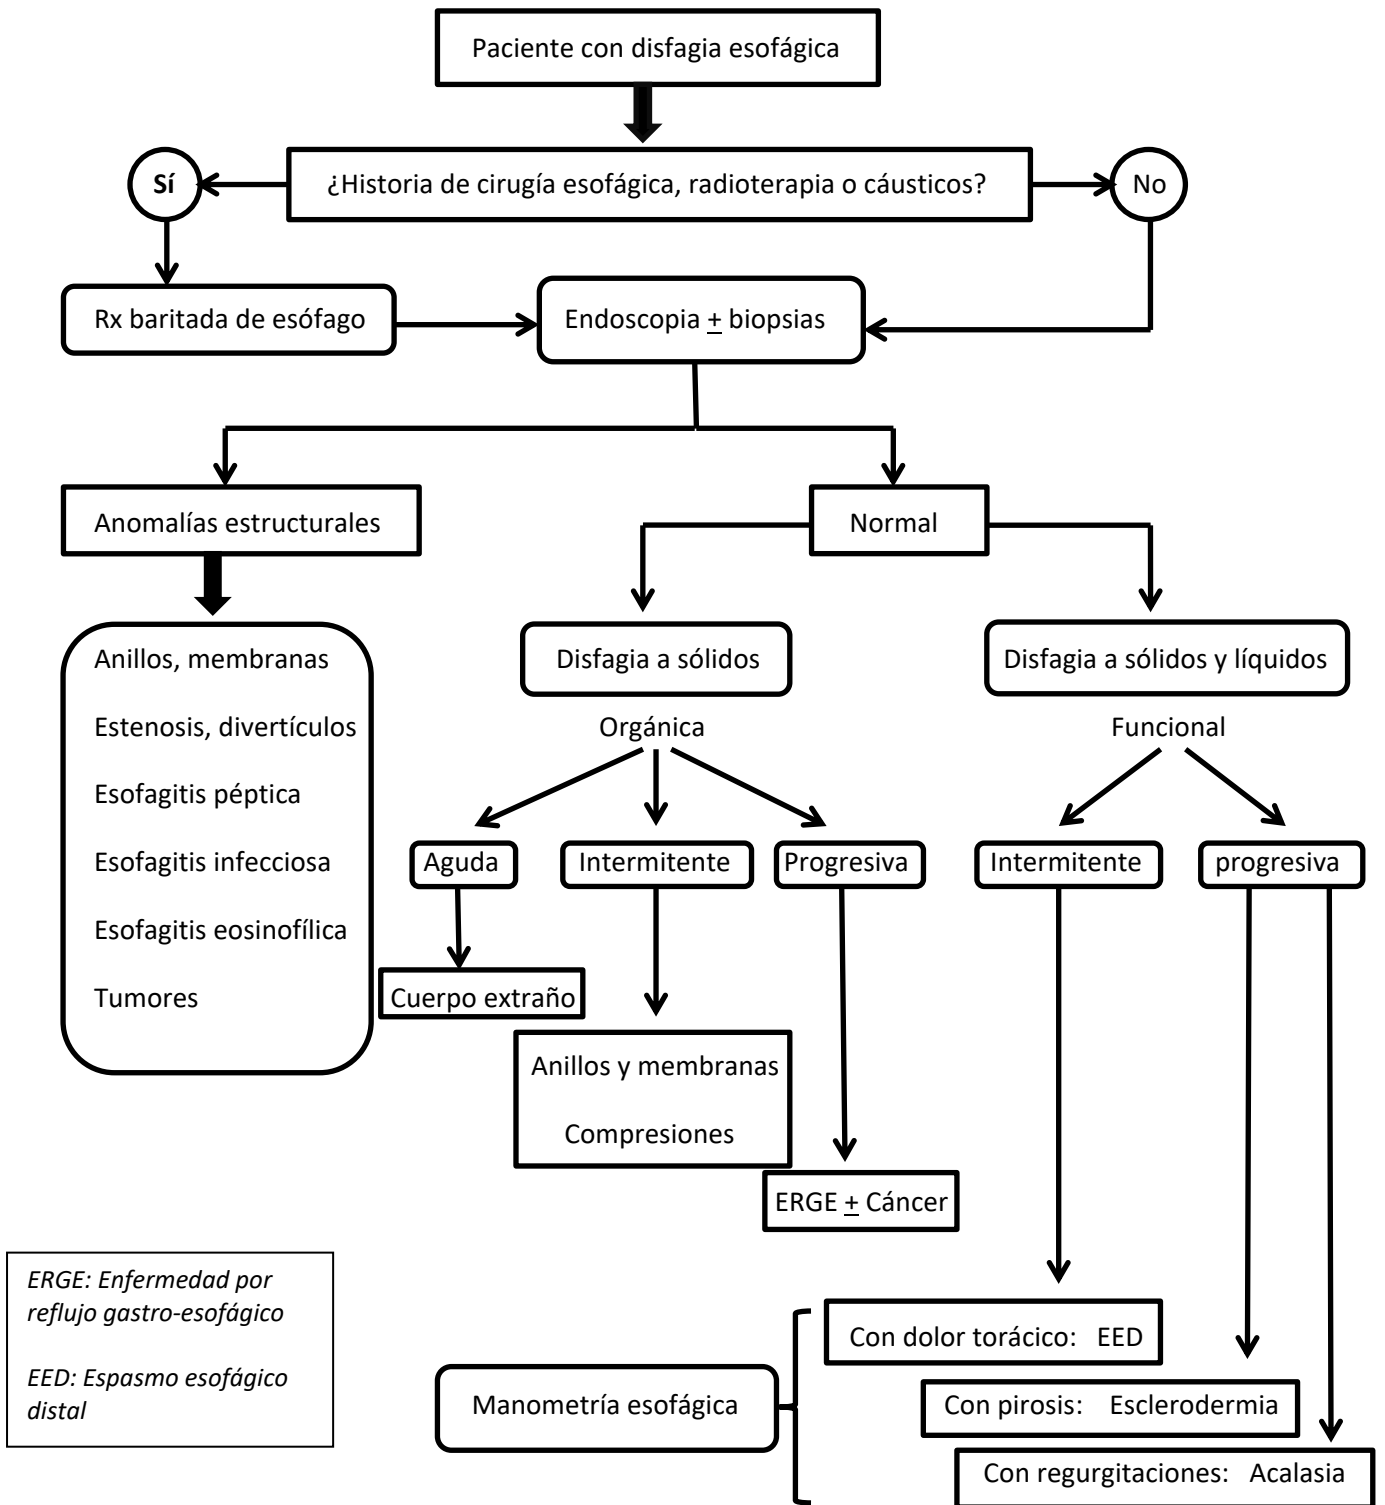 Paciente con disfagia esofágica
¿Historia de cirugía esofágica, radioterapia o cáusticos?
Sí
No
Rx baritada de esófago
Endoscopia + biopsias
Anomalías estructurales
Normal
Anillos, membranas
Estenosis, divertículos
Esofagitis péptica
Esofagitis infecciosa
Esofagitis eosinofílica
Tumores
Disfagia a sólidos
Disfagia a sólidos y líquidos
Orgánica
Funcional
Aguda
Intermitente
Progresiva
Intermitente
progresiva
Cuerpo extraño
Anillos y membranas
Compresiones
ERGE + Cáncer
ERGE: Enfermedad por
reflujo gastro-esofágico
EED: Espasmo esofágico
distal
Manometría esofágica
Con dolor torácico: EED
Con pirosis: Esclerodermia
Con regurgitaciones: Acalasia